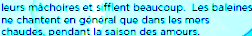 leurs mâchoires et sifflent beaucoup. Les baleines
ne chantent en général que dans les mers
chaudes, pendant la saison des amours.